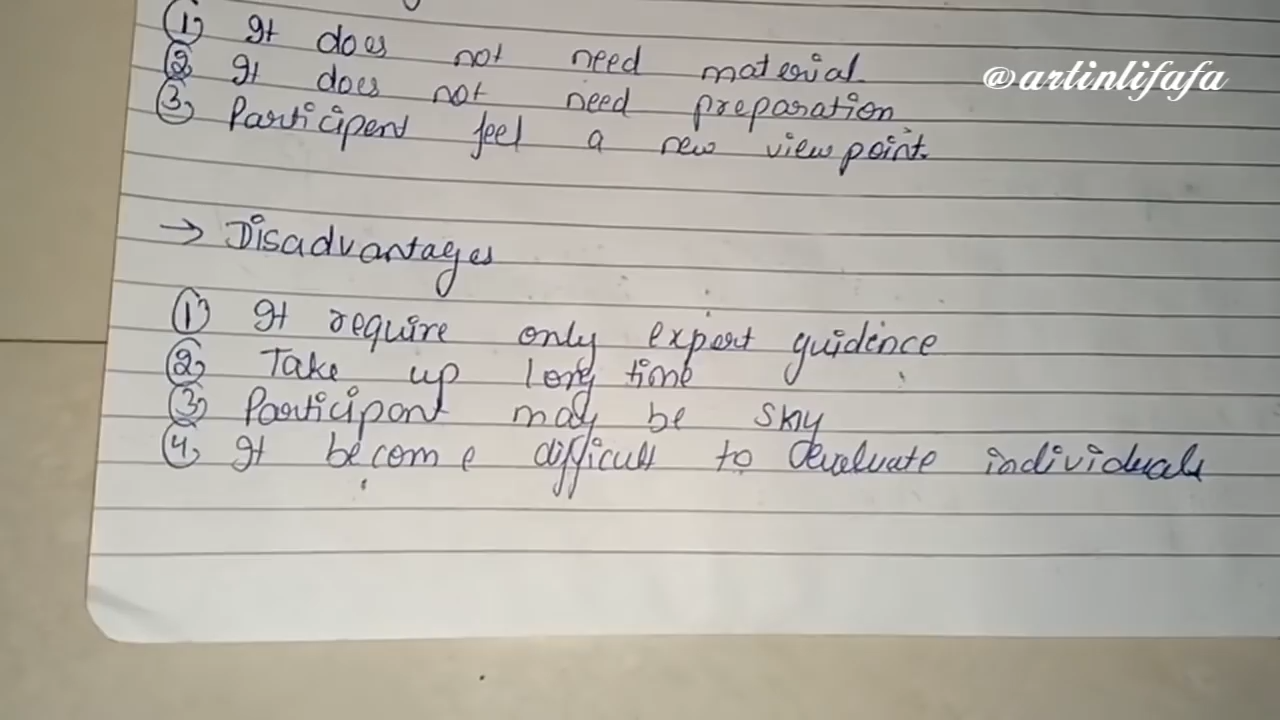 ① It does not need material
② It does not need preparation
@artinlifafa
③ Participent feel a new view point.
→ Disadvantages
① It require only expert guidence
② Take up long time
③ Participant may be shy
④ It become difficult to evaluate individuals